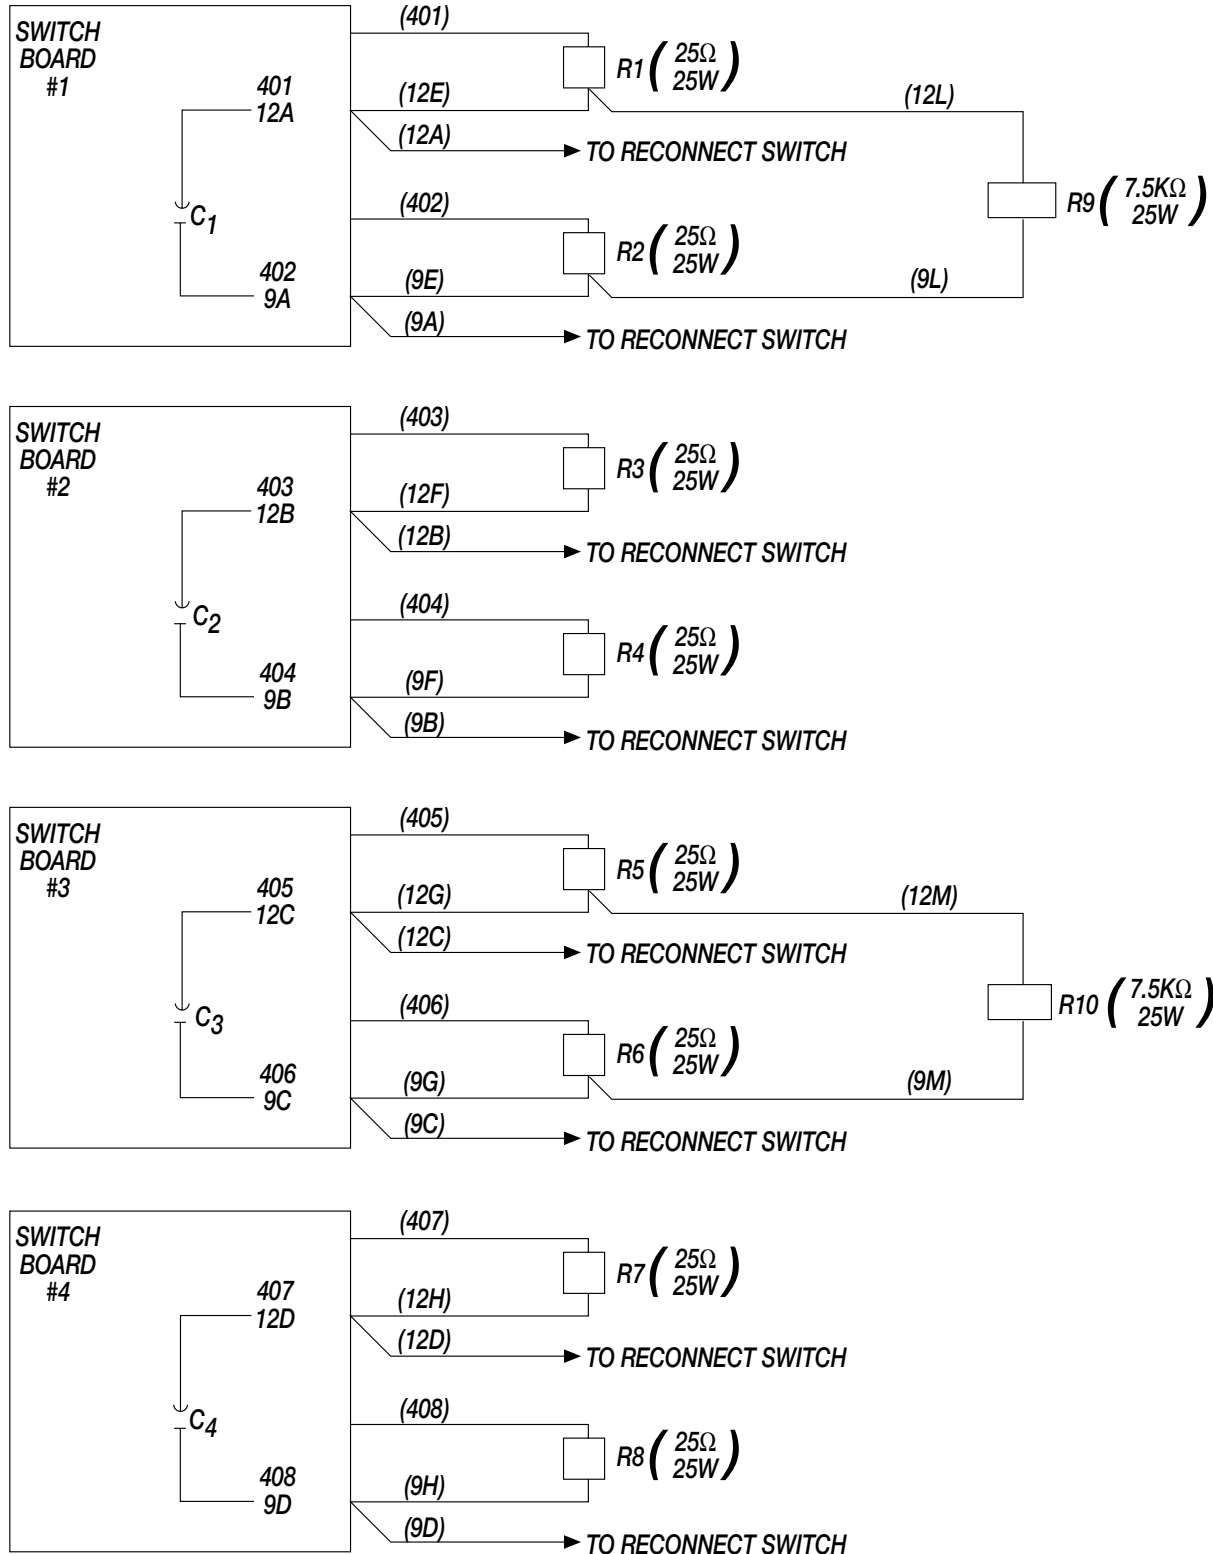 SWITCH
BOARD
#1
401
12A
C1
402
9A
(401)
(12E)
(12A)
TO RECONNECT SWITCH
(402)
(9E)
(9A)
TO RECONNECT SWITCH
R1 ( 25Ω
25W )
R2 ( 25Ω
25W )
(12L)
(9L)
R9 ( 7.5KΩ
25W )
SWITCH
BOARD
#2
403
12B
C2
404
9B
(403)
(12F)
(12B)
TO RECONNECT SWITCH
(404)
(9F)
(9B)
TO RECONNECT SWITCH
R3 ( 25Ω
25W )
R4 ( 25Ω
25W )
SWITCH
BOARD
#3
405
12C
C3
406
9C
(405)
(12G)
(12C)
TO RECONNECT SWITCH
(406)
(9G)
(9C)
TO RECONNECT SWITCH
R5 ( 25Ω
25W )
R6 ( 25Ω
25W )
(12M)
(9M)
R10 ( 7.5KΩ
25W )
SWITCH
BOARD
#4
407
12D
C4
408
9D
(407)
(12H)
(12D)
TO RECONNECT SWITCH
(408)
(9H)
(9D)
TO RECONNECT SWITCH
R7 ( 25Ω
25W )
R8 ( 25Ω
25W )